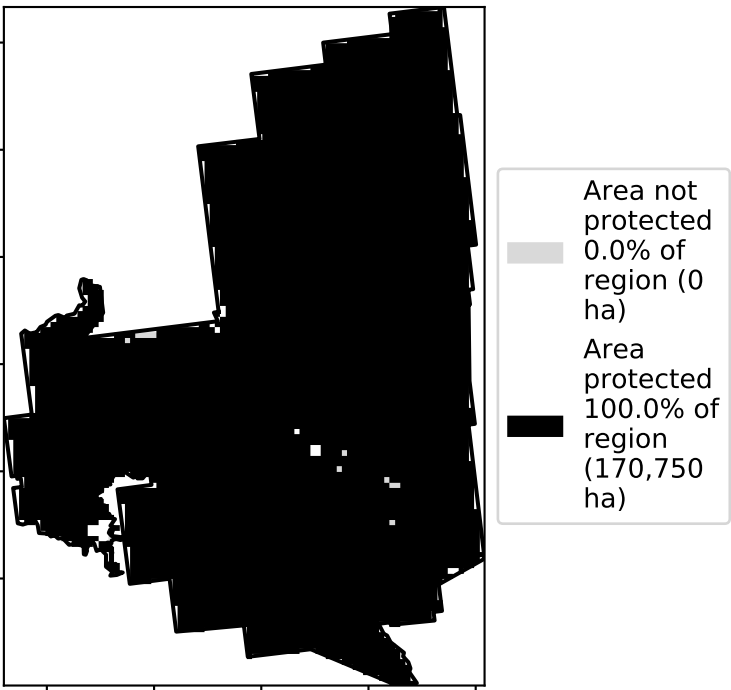 Area not
protected
0.0% of
region (0
ha)
Area
protected
100.0% of
region
(170,750
ha)